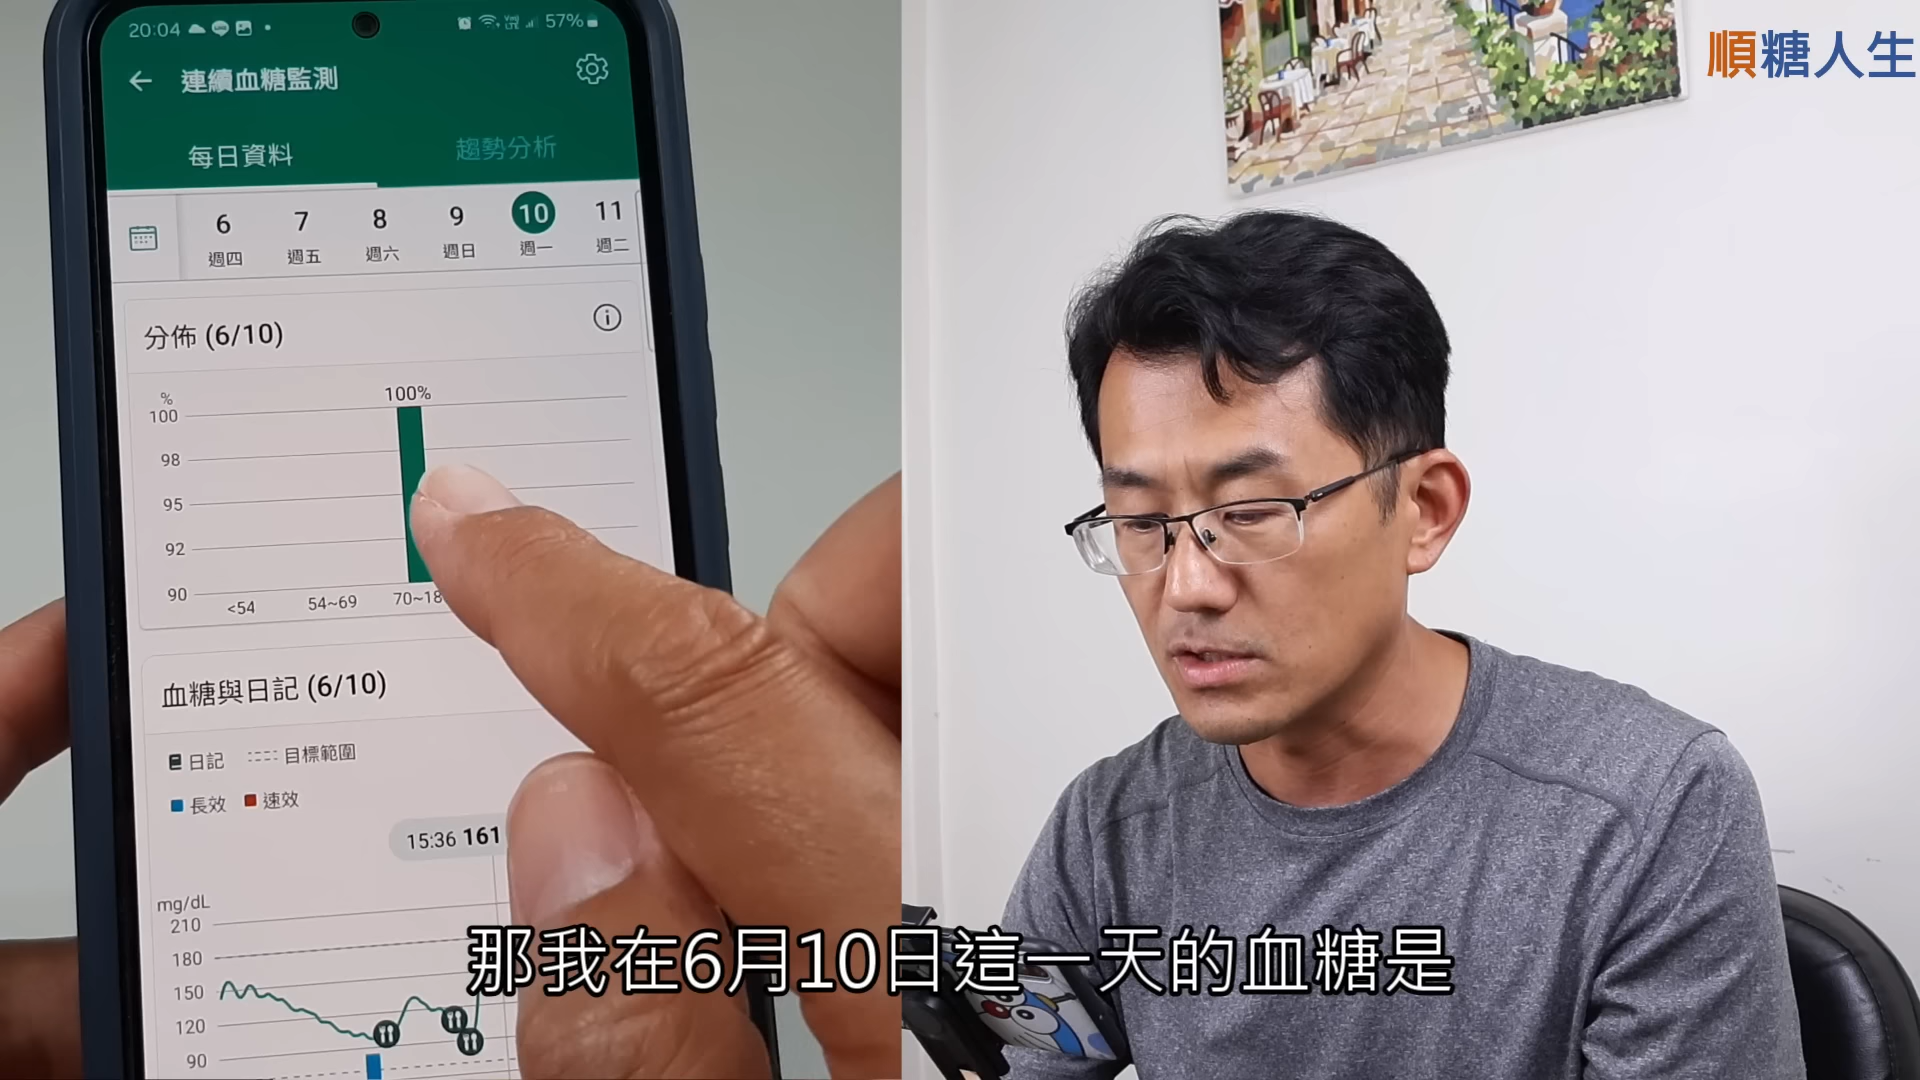 順糖人生
20:04
57%
連續血糖監測
每日資料 趨勢分析
6 7 8 9 10 11
週四 週五 週六 週日 週一 週二
分佈 (6/10)
%
100%
100
98
95
92
90
<54 54~69 70~18
血糖與日記 (6/10)
日記 目標範圍
長效 速效
15:36 161
mg/dL
210
180
150
120
90
那我在6月10日這一天的血糖是